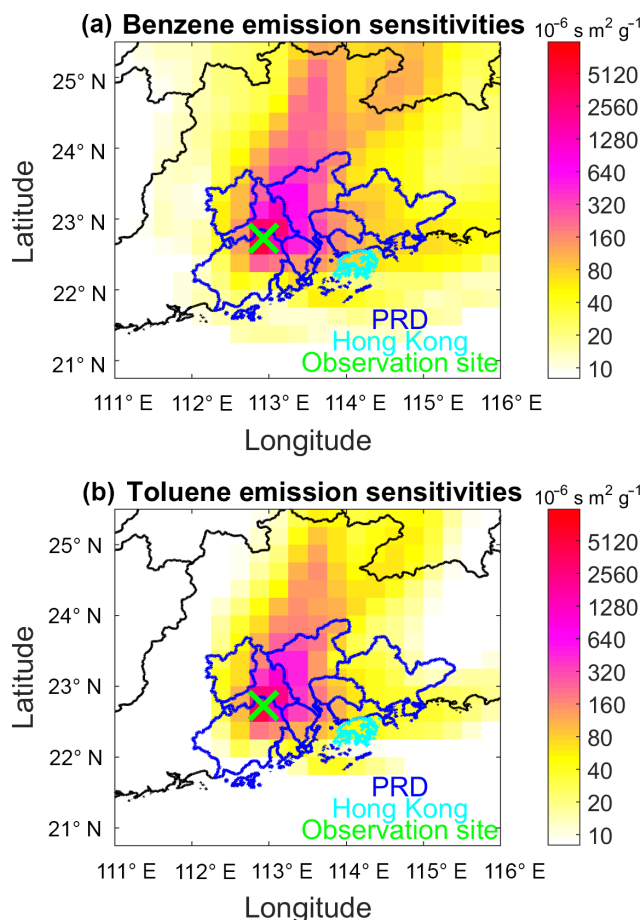 (a) Benzene emission sensitivities
10⁻⁶ s m² g⁻¹
25° N
24° N
23° N
22° N
21° N
Latitude
5120
2560
1280
640
320
160
80
40
20
10
PRD
Hong Kong
Observation site
111° E 112° E 113° E 114° E 115° E 116° E
Longitude
(b) Toluene emission sensitivities
10⁻⁶ s m² g⁻¹
25° N
24° N
23° N
22° N
21° N
Latitude
5120
2560
1280
640
320
160
80
40
20
10
PRD
Hong Kong
Observation site
111° E 112° E 113° E 114° E 115° E 116° E
Longitude